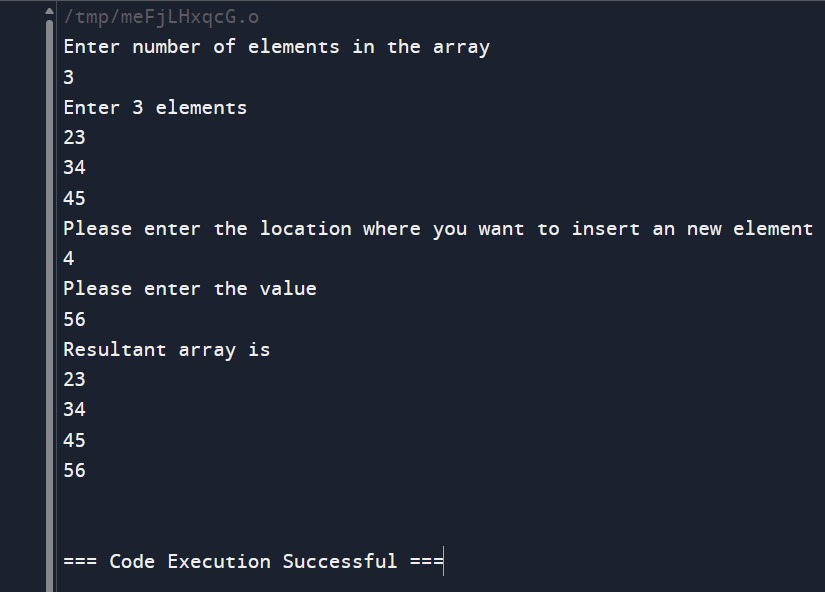 /tmp/meFjLHxqcG.o
Enter number of elements in the array
3
Enter 3 elements
23
34
45
Please enter the location where you want to insert an new element
4
Please enter the value
56
Resultant array is
23
34
45
56
=== Code Execution Successful ===